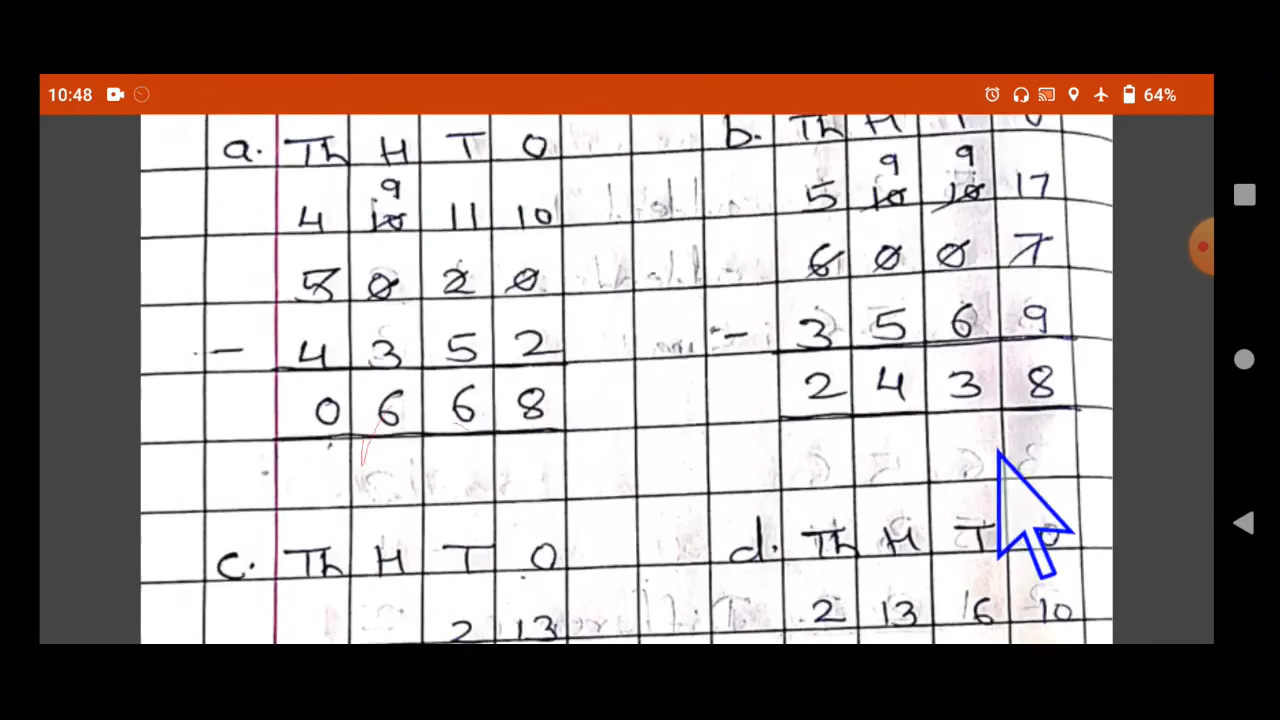 10:48 64%
a. Th H T O
9
4 10 11 10
5 0 2 0
- 4 3 5 2
0 6 6 8
b. Th H T O
9 9
5 10 10 17
6 0 0 7
- 3 5 6 9
2 4 3 8
c. Th H T O
2 13
d. Th H T O
2 13 16 10